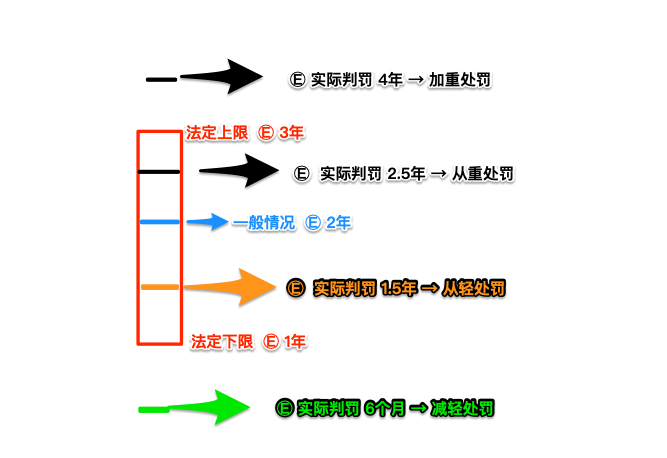 Ⓔ 实际判罚 4年 → 加重处罚
法定上限 Ⓔ 3年
Ⓔ 实际判罚 2.5年 → 从重处罚
一般情况 Ⓔ 2年
Ⓔ 实际判罚 1.5年 → 从轻处罚
法定下限 Ⓔ 1年
Ⓔ 实际判罚 6个月 → 减轻处罚